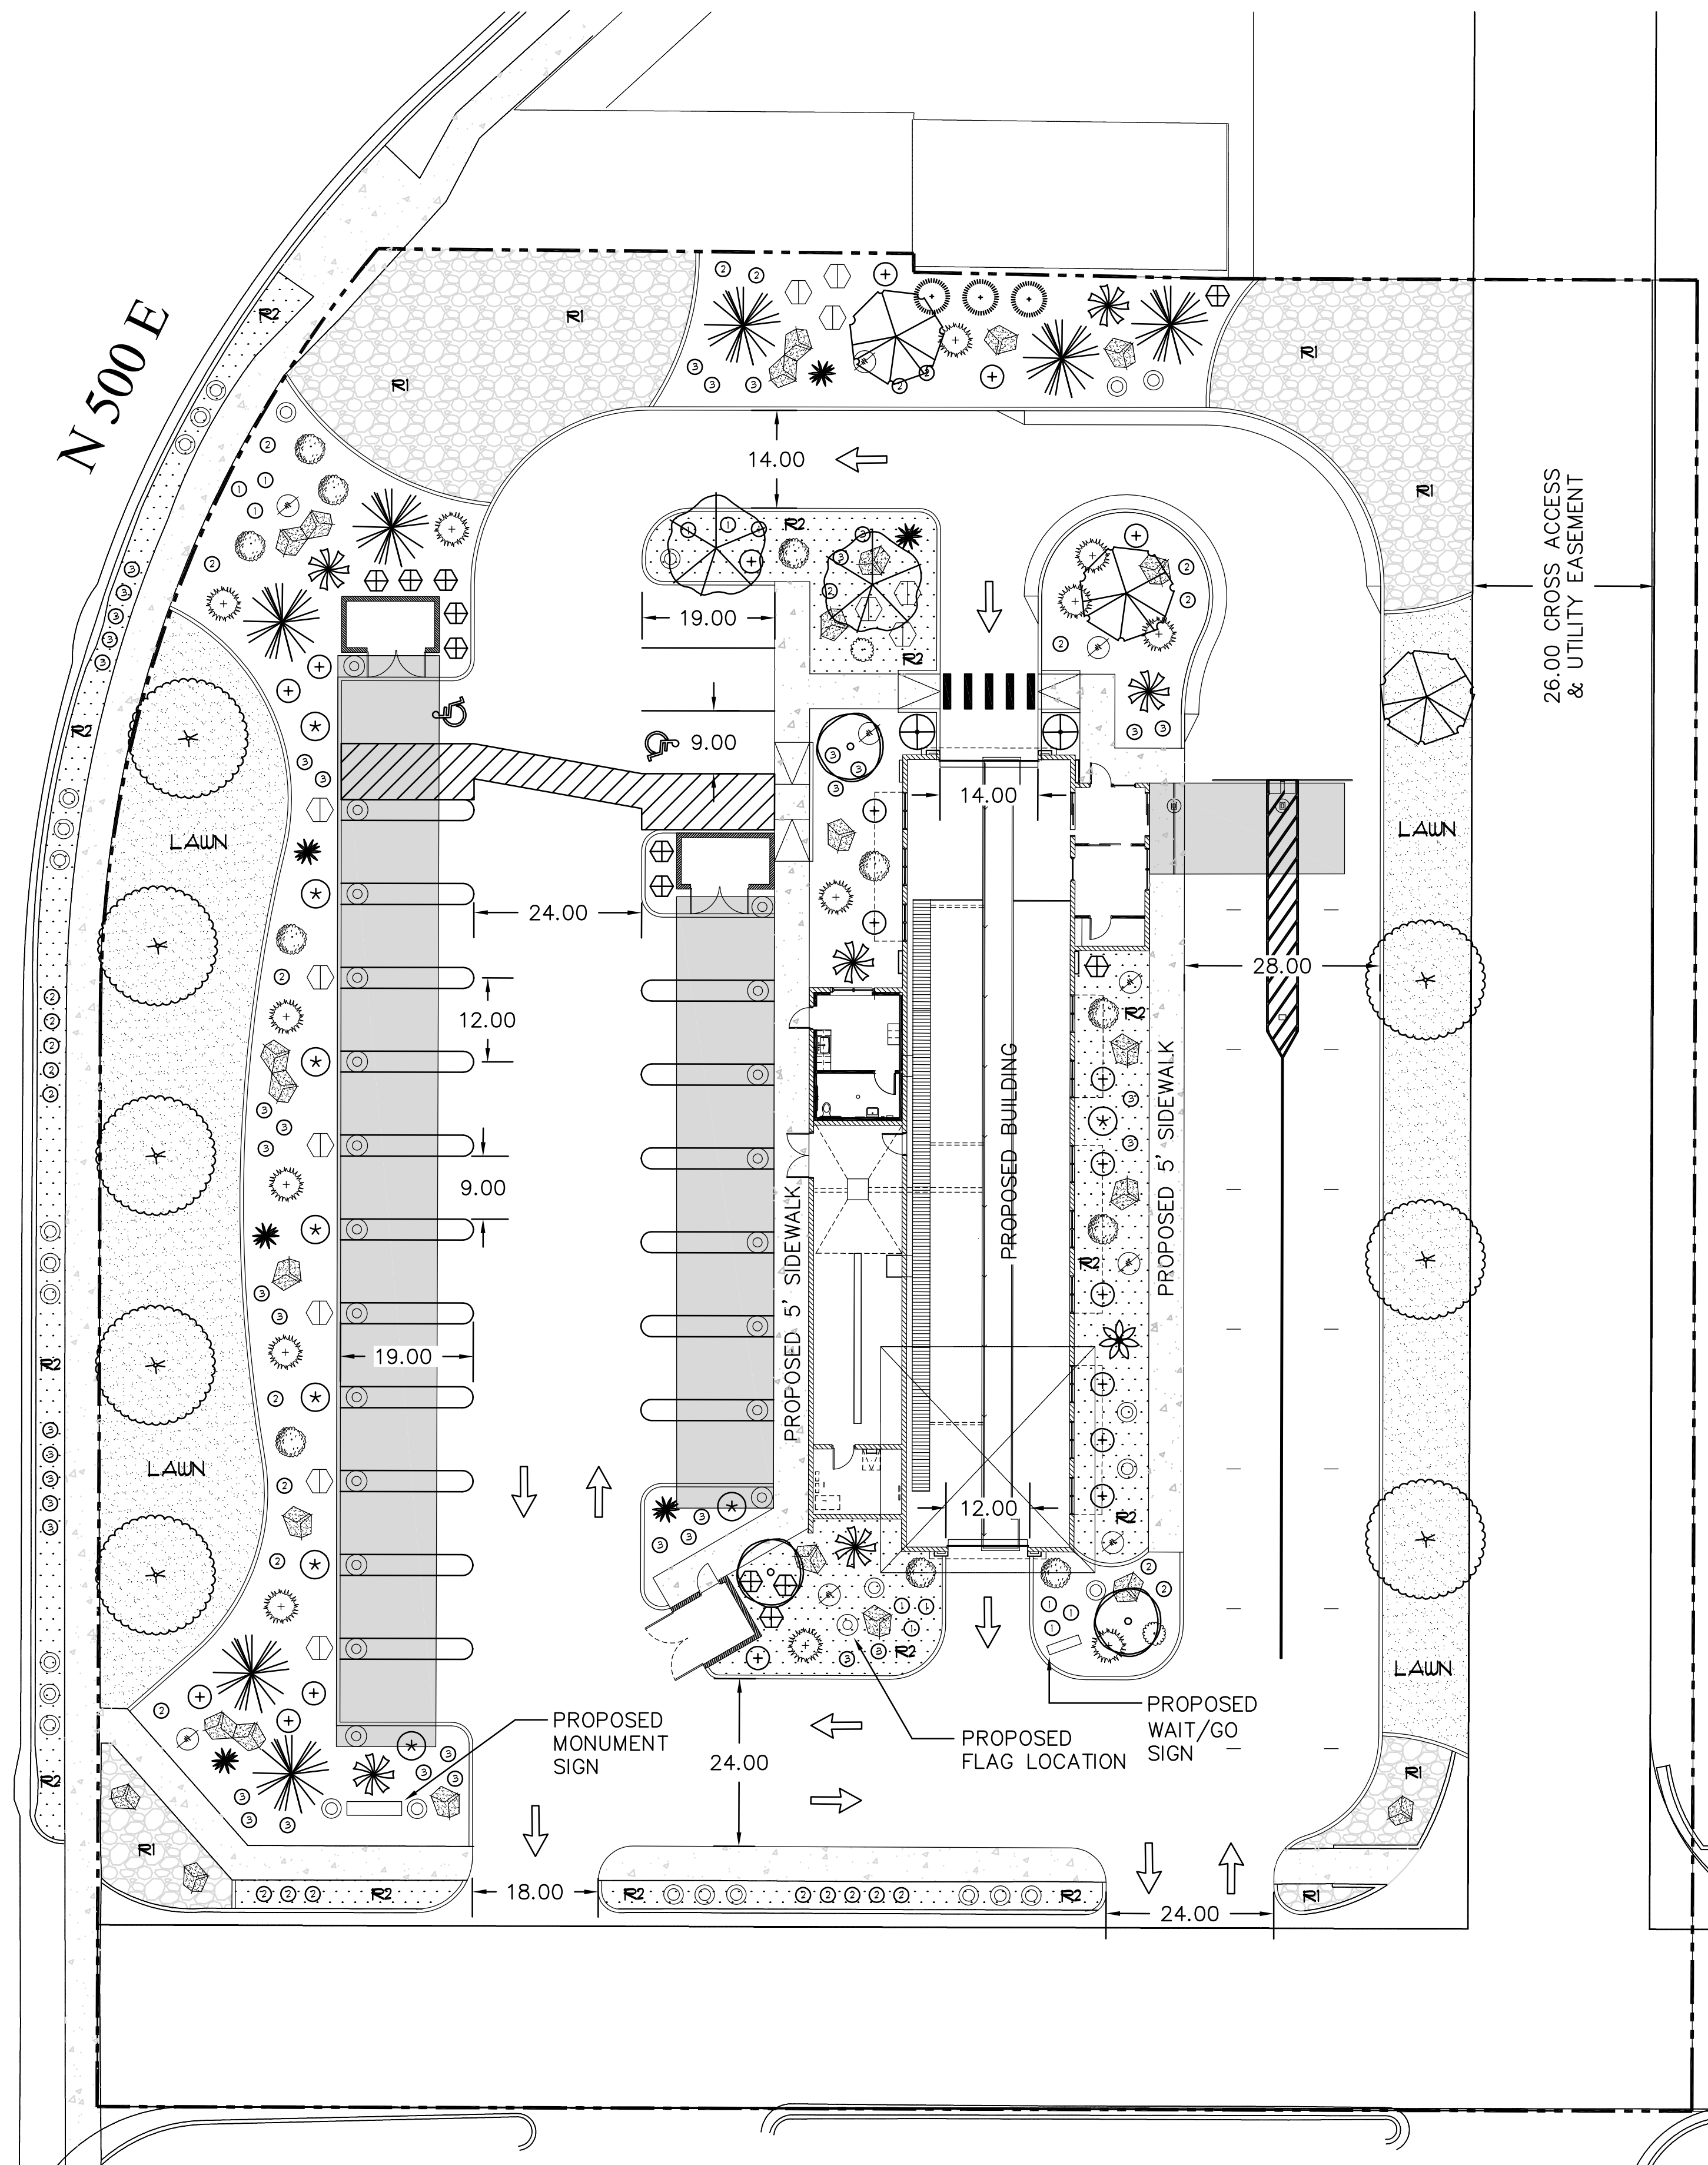 N 500 E
R2
R1
R1
R1
R1
14.00
26.00 CROSS ACCESS
& UTILITY EASEMENT
R2
19.00
R2
R2
9.00
14.00
LAWN
LAWN
24.00
28.00
12.00
R2
PROPOSED BUILDING
PROPOSED 5' SIDEWALK
PROPOSED 5' SIDEWALK
9.00
R2
19.00
R2
LAWN
12.00
R2
R2
LAWN
PROPOSED
MONUMENT
SIGN
PROPOSED
FLAG LOCATION
PROPOSED
WAIT/GO
SIGN
24.00
R2
R1
R1
R2
18.00
R2
R2
24.00
R1